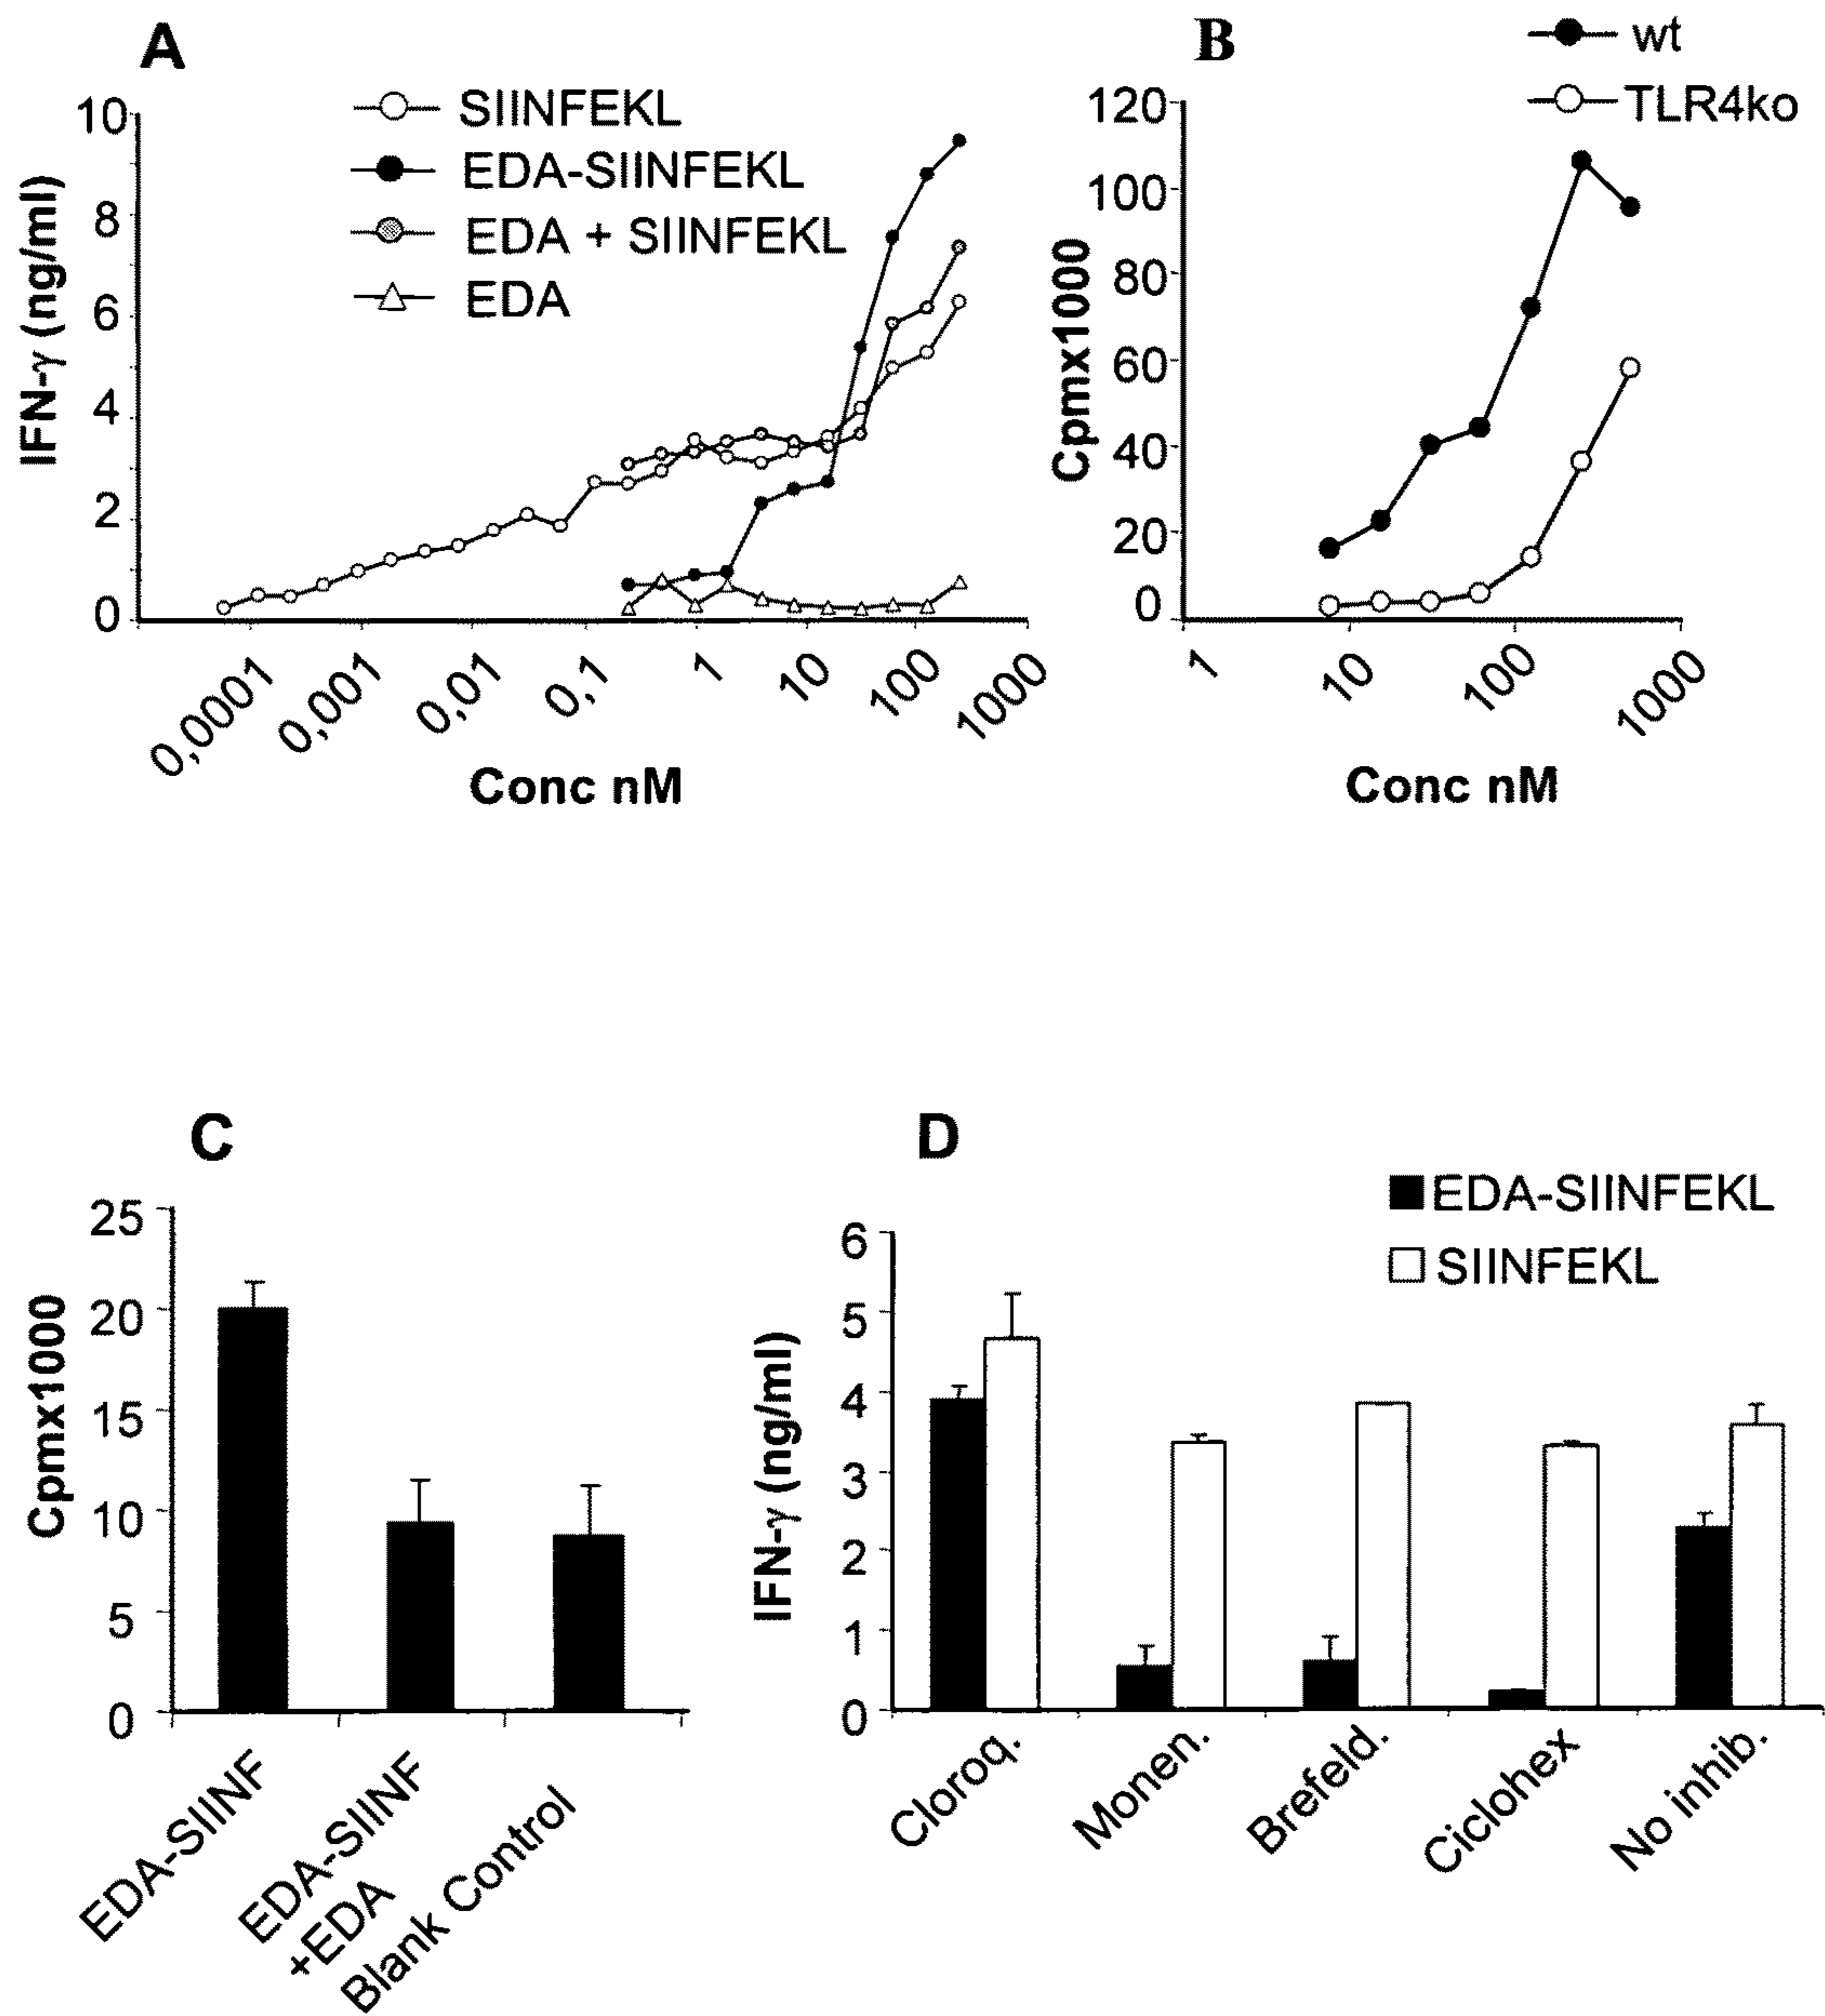 A
SIINFEKL
EDA-SIINFEKL
EDA + SIINFEKL
EDA
IFN-γ (ng/ml)
10
8
6
4
2
0
0,0001
0,001
0,01
0,1
1
10
100
1000
Conc nM
B
wt
TLR4ko
Cpmx1000
120
100
80
60
40
20
0
1
10
100
1000
Conc nM
C
Cpmx1000
25
20
15
10
5
0
EDA-SIINF
EDA-SIINF
+EDA
Blank Control
D
EDA-SIINFEKL
SIINFEKL
IFN-γ (ng/ml)
6
5
4
3
2
1
0
Cloroq.
Monen.
Brefeld.
Ciclohex
No inhib.